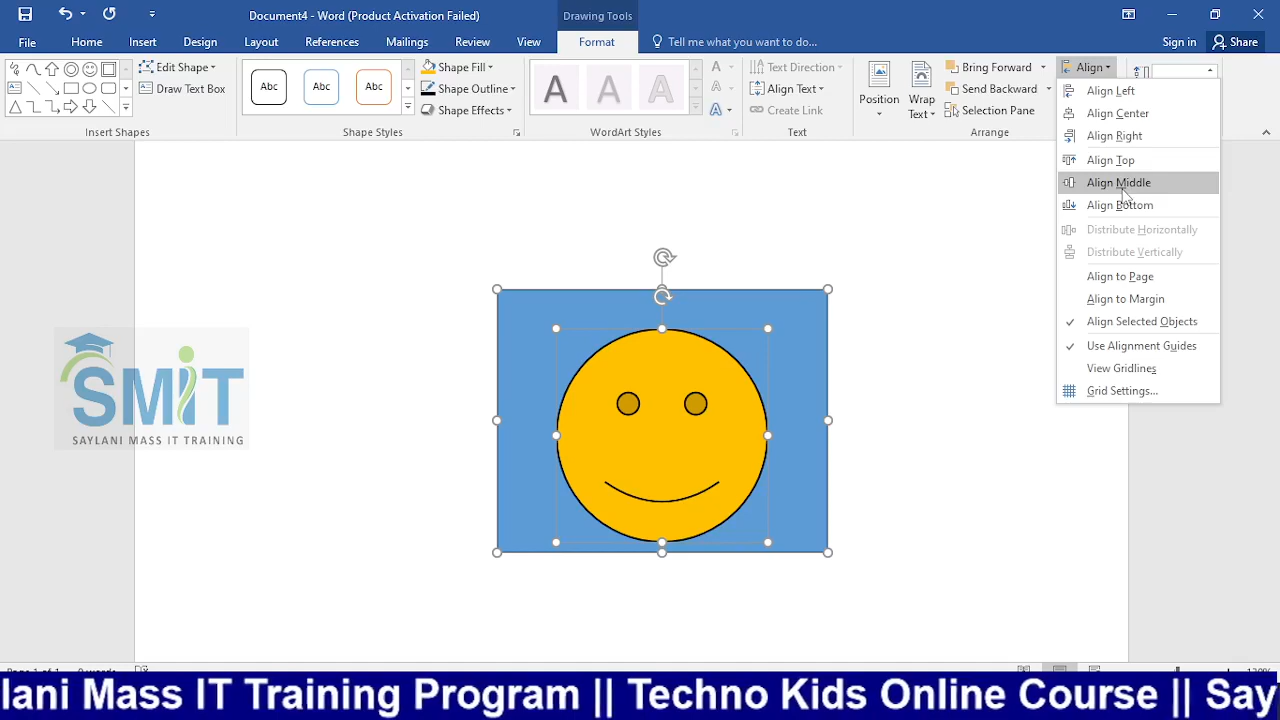 Document4 - Word (Product Activation Failed)
Drawing Tools
File Home Insert Design Layout References Mailings Review View Format Tell me what you want to do... Sign in Share
Edit Shape
Draw Text Box
Insert Shapes
Abc Abc Abc
Shape Fill
Shape Outline
Shape Effects
Shape Styles
A A A
WordArt Styles
Text Direction
Align Text
Create Link
Text
Position
Wrap Text
Bring Forward
Send Backward
Selection Pane
Align
Arrange
Align Left
Align Center
Align Right
Align Top
Align Middle
Align Bottom
Distribute Horizontally
Distribute Vertically
Align to Page
Align to Margin
Align Selected Objects
Use Alignment Guides
View Gridlines
Grid Settings...
SMIT
SAYLANI MASS IT TRAINING
lani Mass IT Training Program || Techno Kids Online Course || Say